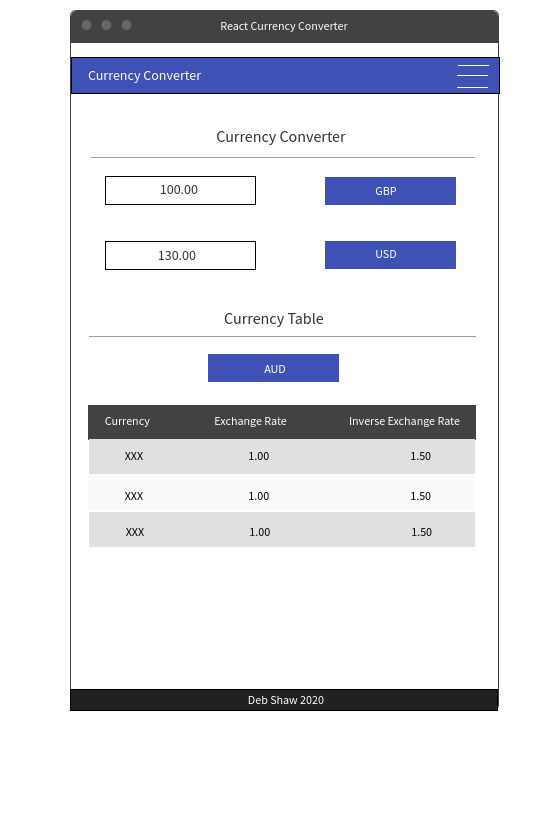 React Currency Converter
Currency Converter
Currency Converter
100.00 GBP
130.00 USD
Currency Table
AUD
Currency Exchange Rate Inverse Exchange Rate
XXX 1.00 1.50
XXX 1.00 1.50
XXX 1.00 1.50
Deb Shaw 2020